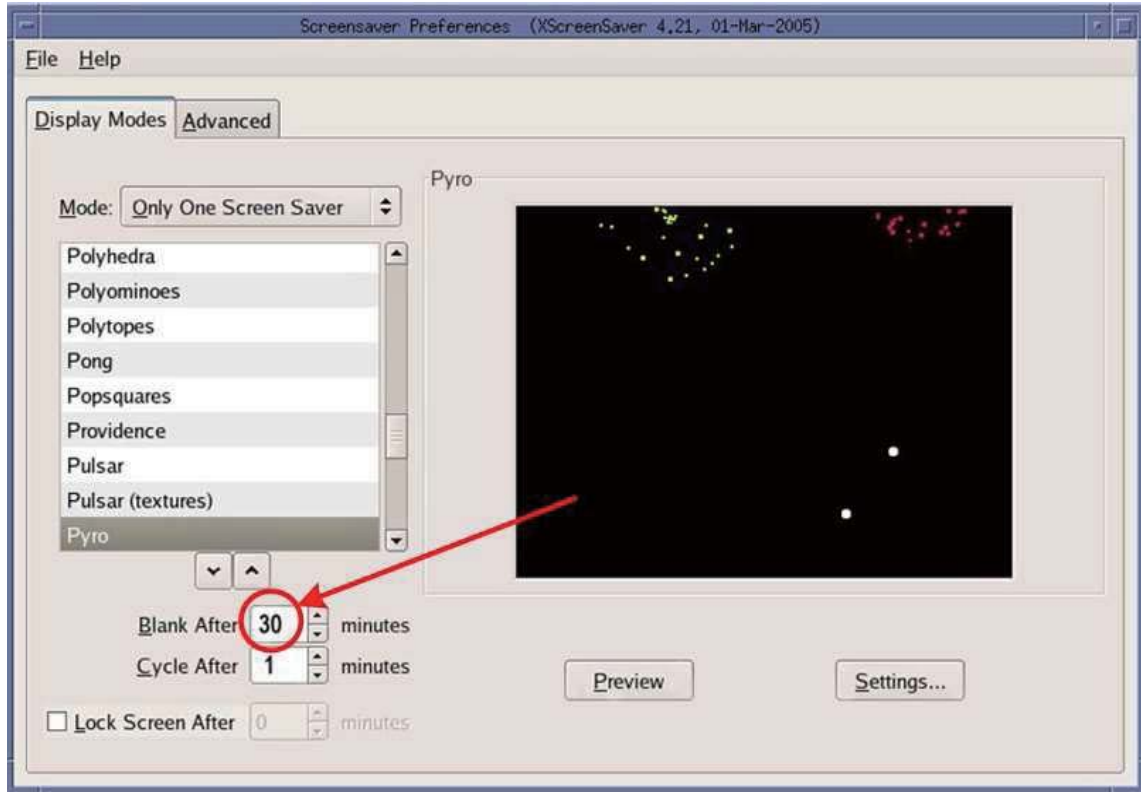 Screensaver Preferences (XScreenSaver 4.21, 01-Mar-2005)
File Help
Display Modes Advanced
Mode: Only One Screen Saver
Polyhedra
Polyominoes
Polytopes
Pong
Popsquares
Providence
Pulsar
Pulsar (textures)
Pyro
Blank After 30 minutes
Cycle After 1 minutes
Lock Screen After 0 minutes
Pyro
Preview Settings...